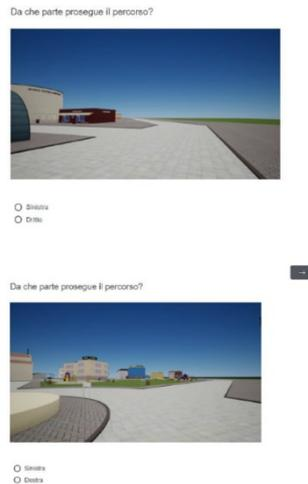 Da che parte prosegue il percorso?
Sinistra
Dritto
→
Da che parte prosegue il percorso?
Sinistra
Destra